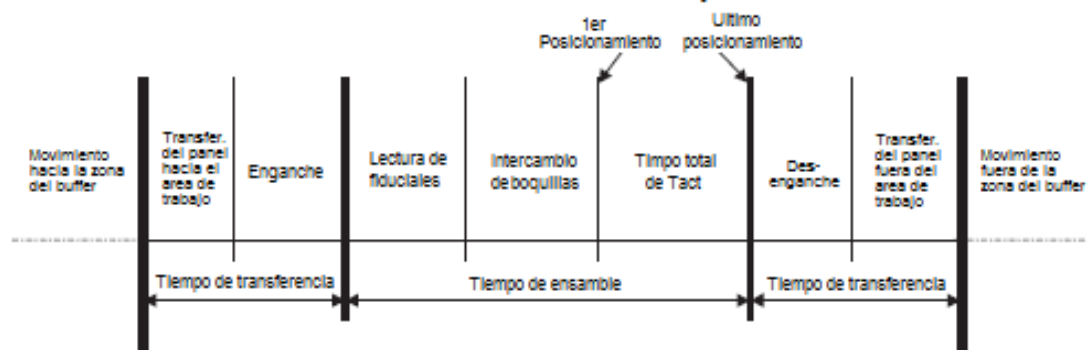 1er
Posicionamiento
Ultimo
posicionamiento
Movimiento
hacia la zona
del buffer
Transfer.
del panel
hacia el
area de
trabajo
Enganche
Lectura de
fiduciales
Intercambio
de boquillas
Timpo total
de Tact
Des-
enganche
Transfer.
del panel
fuera del
area de
trabajo
Movimiento
fuera de la
zona del buffer
Tiempo de transferencia
Tiempo de ensamble
Tiempo de transferencia